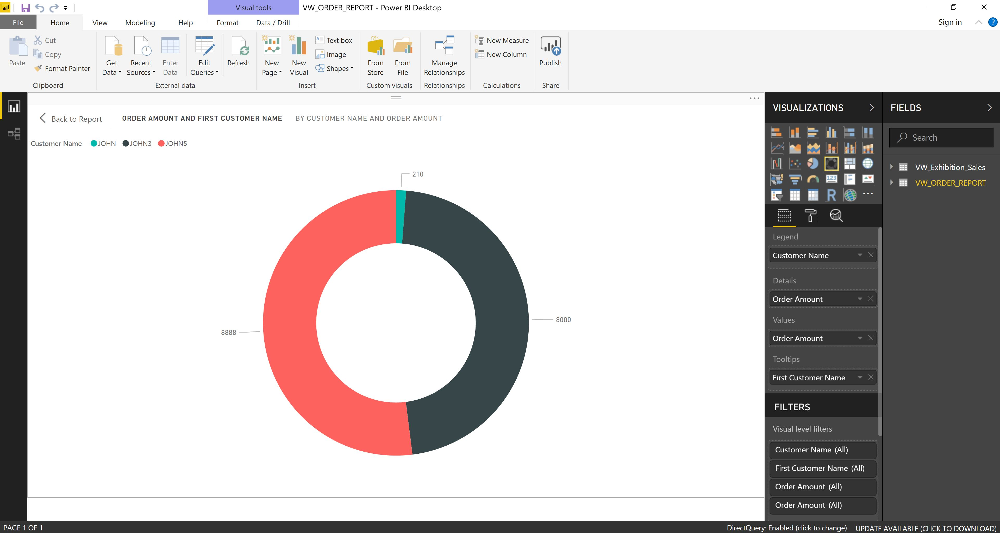 Visual tools
VW_ORDER_REPORT - Power BI Desktop
File
Home
View
Modeling
Help
Format
Data / Drill
Sign in
?
Paste
Cut
Copy
Format Painter
Clipboard
Get Data
Recent Sources
Enter Data
Edit Queries
Refresh
External data
New Page
New Visual
Text box
Image
Shapes
Insert
From Store
From File
Custom visuals
Manage Relationships
Relationships
New Measure
New Column
Calculations
Publish
Share
Back to Report
ORDER AMOUNT AND FIRST CUSTOMER NAME
BY CUSTOMER NAME AND ORDER AMOUNT
Customer Name JOHN JOHN3 JOHN5
210
8000
8888
VISUALIZATIONS
123
R
Legend
Customer Name
Details
Order Amount
Values
Order Amount
Tooltips
First Customer Name
FILTERS
Visual level filters
Customer Name (All)
First Customer Name (All)
Order Amount (All)
Order Amount (All)
FIELDS
Search
VW_Exhibition_Sales
VW_ORDER_REPORT
PAGE 1 OF 1
DirectQuery: Enabled (click to change)
UPDATE AVAILABLE (CLICK TO DOWNLOAD)